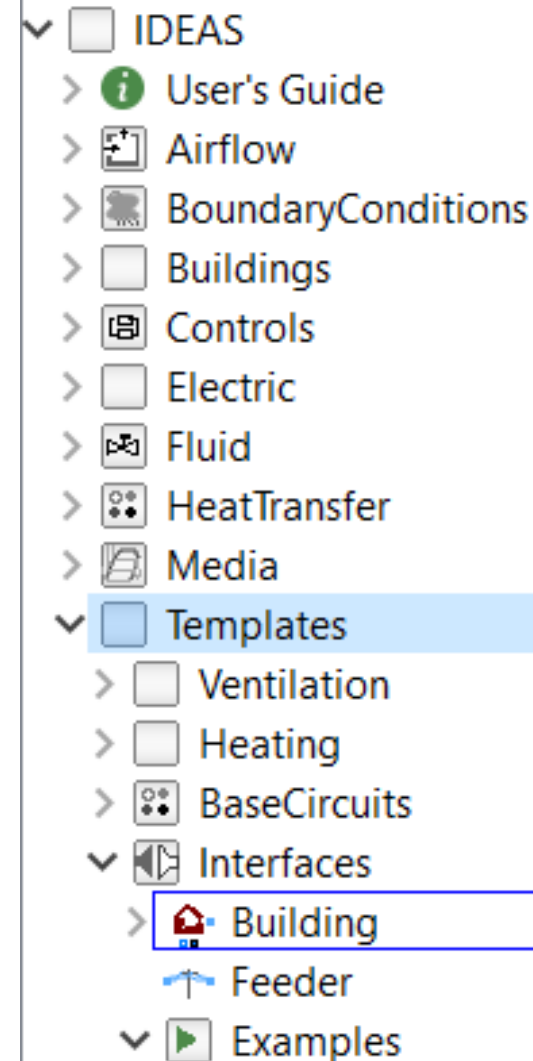 IDEAS
User's Guide
Airflow
BoundaryConditions
Buildings
Controls
Electric
Fluid
HeatTransfer
Media
Templates
Ventilation
Heating
BaseCircuits
Interfaces
Building
Feeder
Examples